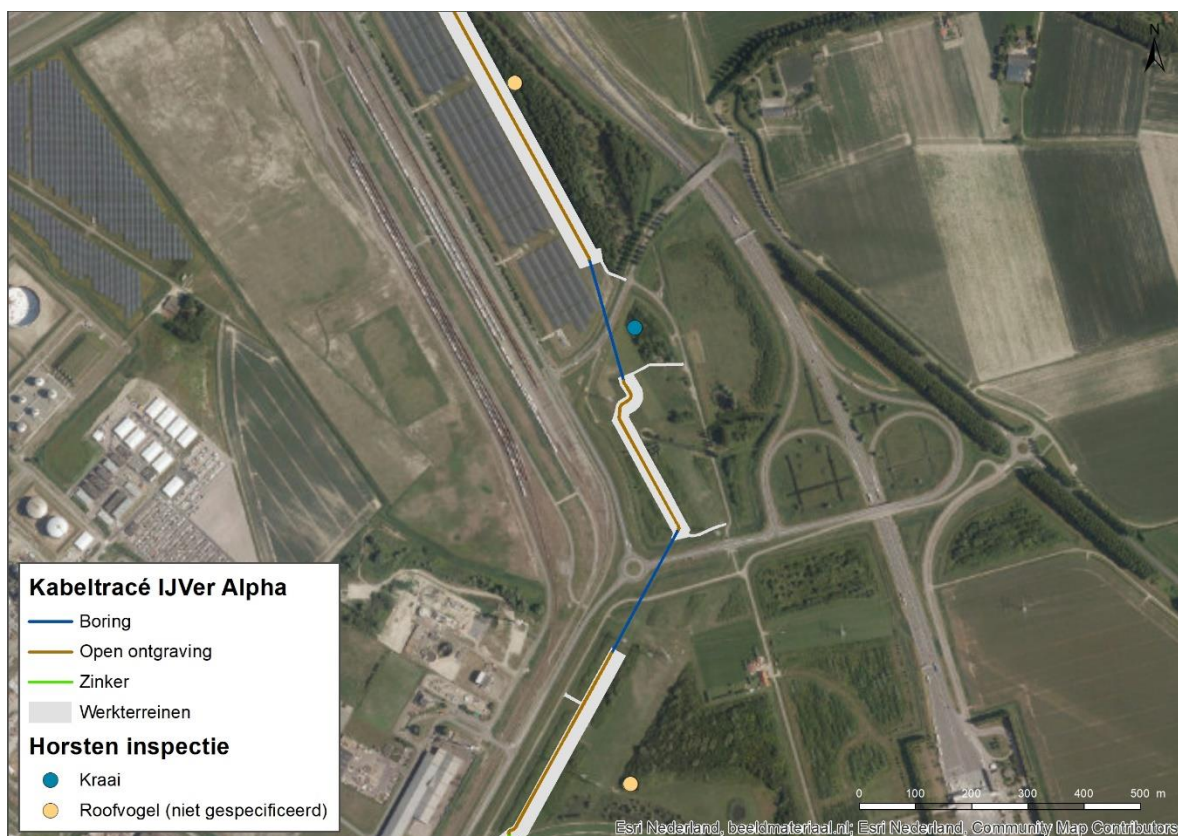 N
Kabeltracé IJVer Alpha
Boring
Open ontgraving
Zinker
Werkterreinen
Horsten inspectie
Kraai
Roofvogel (niet gespecificeerd)
0 100 200 300 400 500 m
Esri Nederland, beeldmateriaal.nl; Esri Nederland, Community Map Contributors